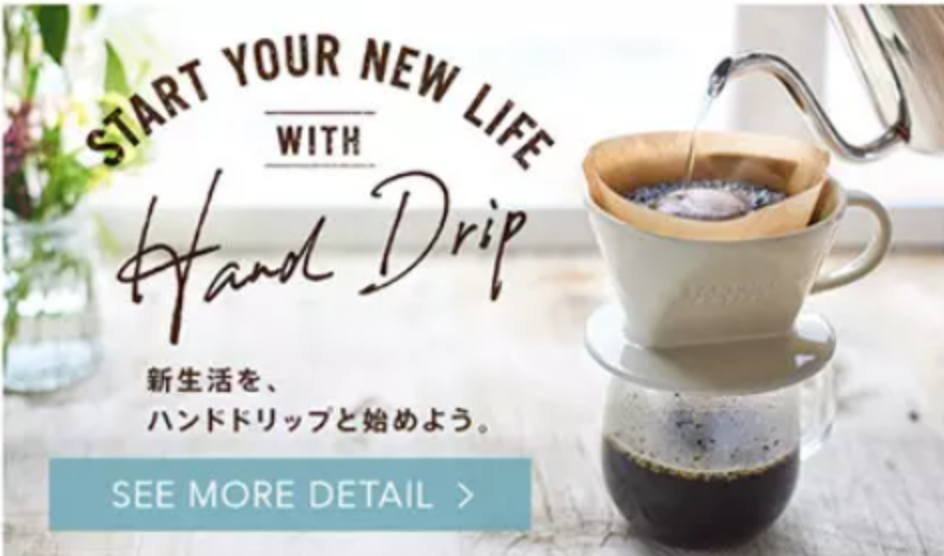 START YOUR NEW LIFE
WITH
Hand Drip
新生活を、
ハンドドリップと始めよう。
SEE MORE DETAIL >